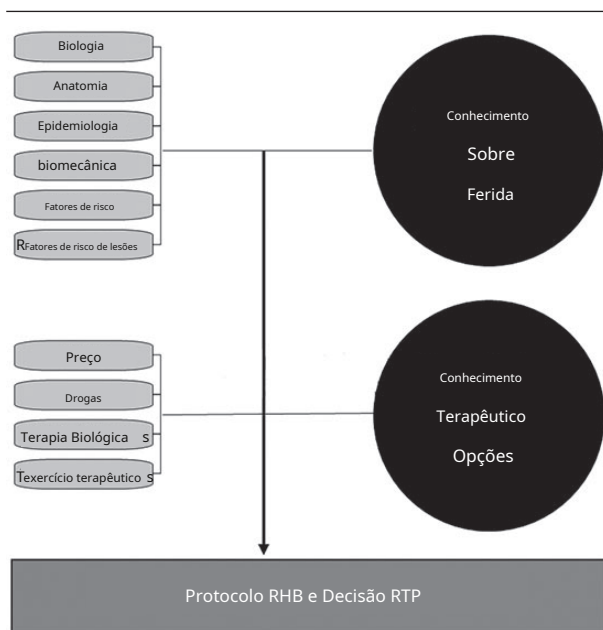 Biologia
Anatomia
Epidemiologia
biomecânica
Fatores de risco
RFatores de risco de lesões
Conhecimento
Sobre
Ferida
Preço
Drogas
Terapia Biológica s
Texercício terapêutico s
Conhecimento
Terapêutico
Opções
Protocolo RHB e Decisão RTP